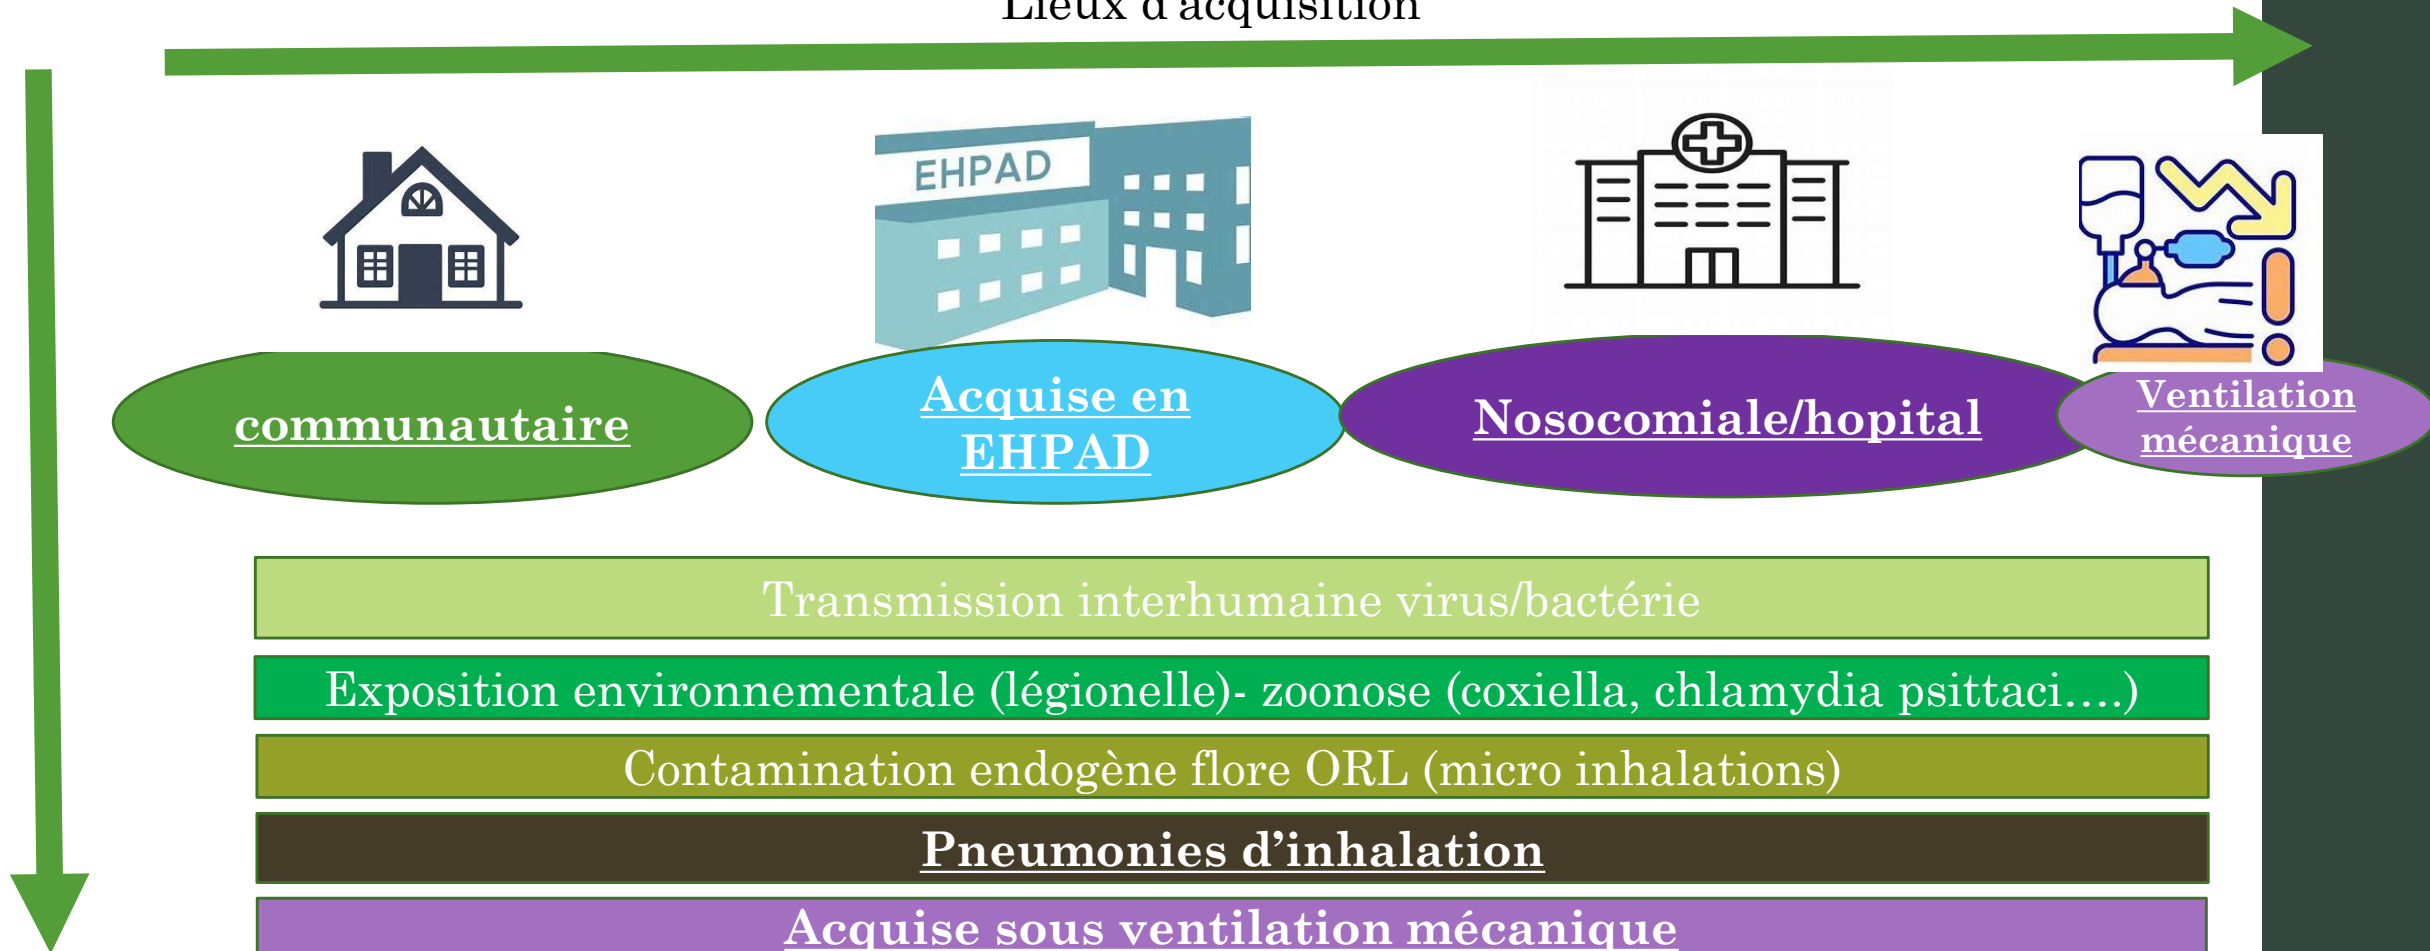 Lieux d'acquisition
EHPAD
communautaire
Acquise en
EHPAD
Nosocomiale/hopital
Ventilation
mécanique
Transmission interhumaine virus/bactérie
Exposition environnementale (légionelle)- zoonose (coxiella, chlamydia psittaci….)
Contamination endogène flore ORL (micro inhalations)
Pneumonies d’inhalation
Acquise sous ventilation mécanique